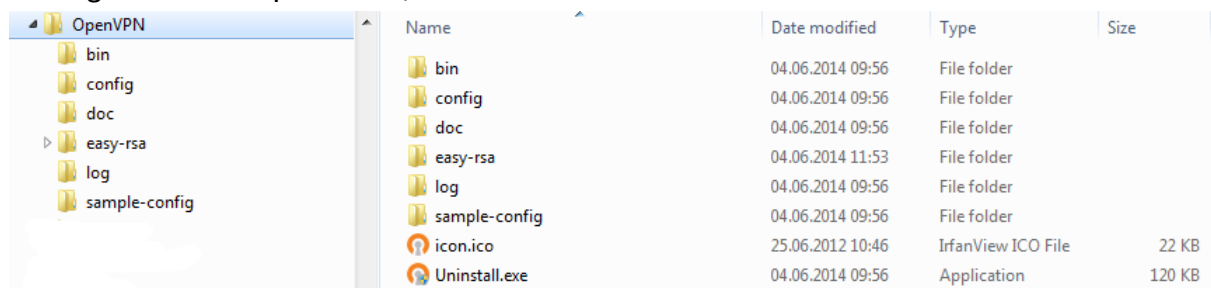 OpenVPN
bin
config
doc
easy-rsa
log
sample-config
Name Date modified Type Size
bin 04.06.2014 09:56 File folder
config 04.06.2014 09:56 File folder
doc 04.06.2014 09:56 File folder
easy-rsa 04.06.2014 11:53 File folder
log 04.06.2014 09:56 File folder
sample-config 04.06.2014 09:56 File folder
icon.ico 25.06.2012 10:46 IrfanView ICO File 22 KB
Uninstall.exe 04.06.2014 09:56 Application 120 KB